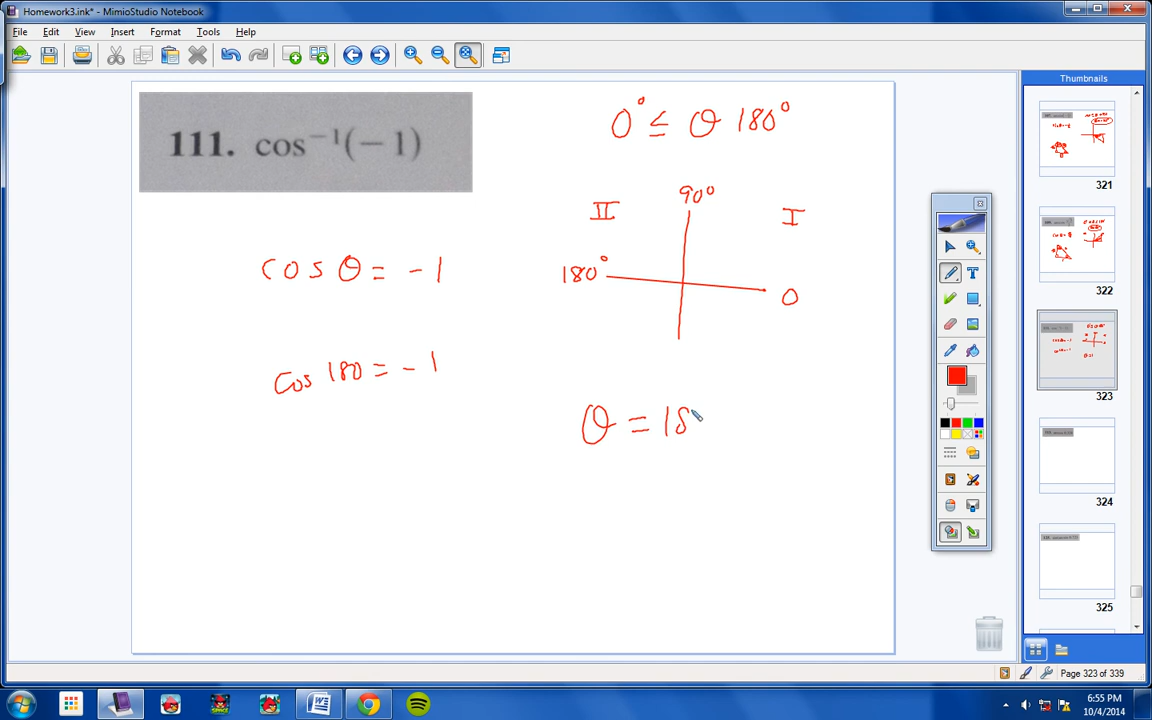 Homework3.ink* - MimioStudio Notebook
File Edit View Insert Format Tools Help
Thumbnails
111. cos⁻¹(−1)
0° ≤ θ 180°
90°
II I
180° 0
cos θ = -1
cos 180 = -1
θ = 18
321
322
323
324
325
Page 323 of 339
6:55 PM
10/4/2014